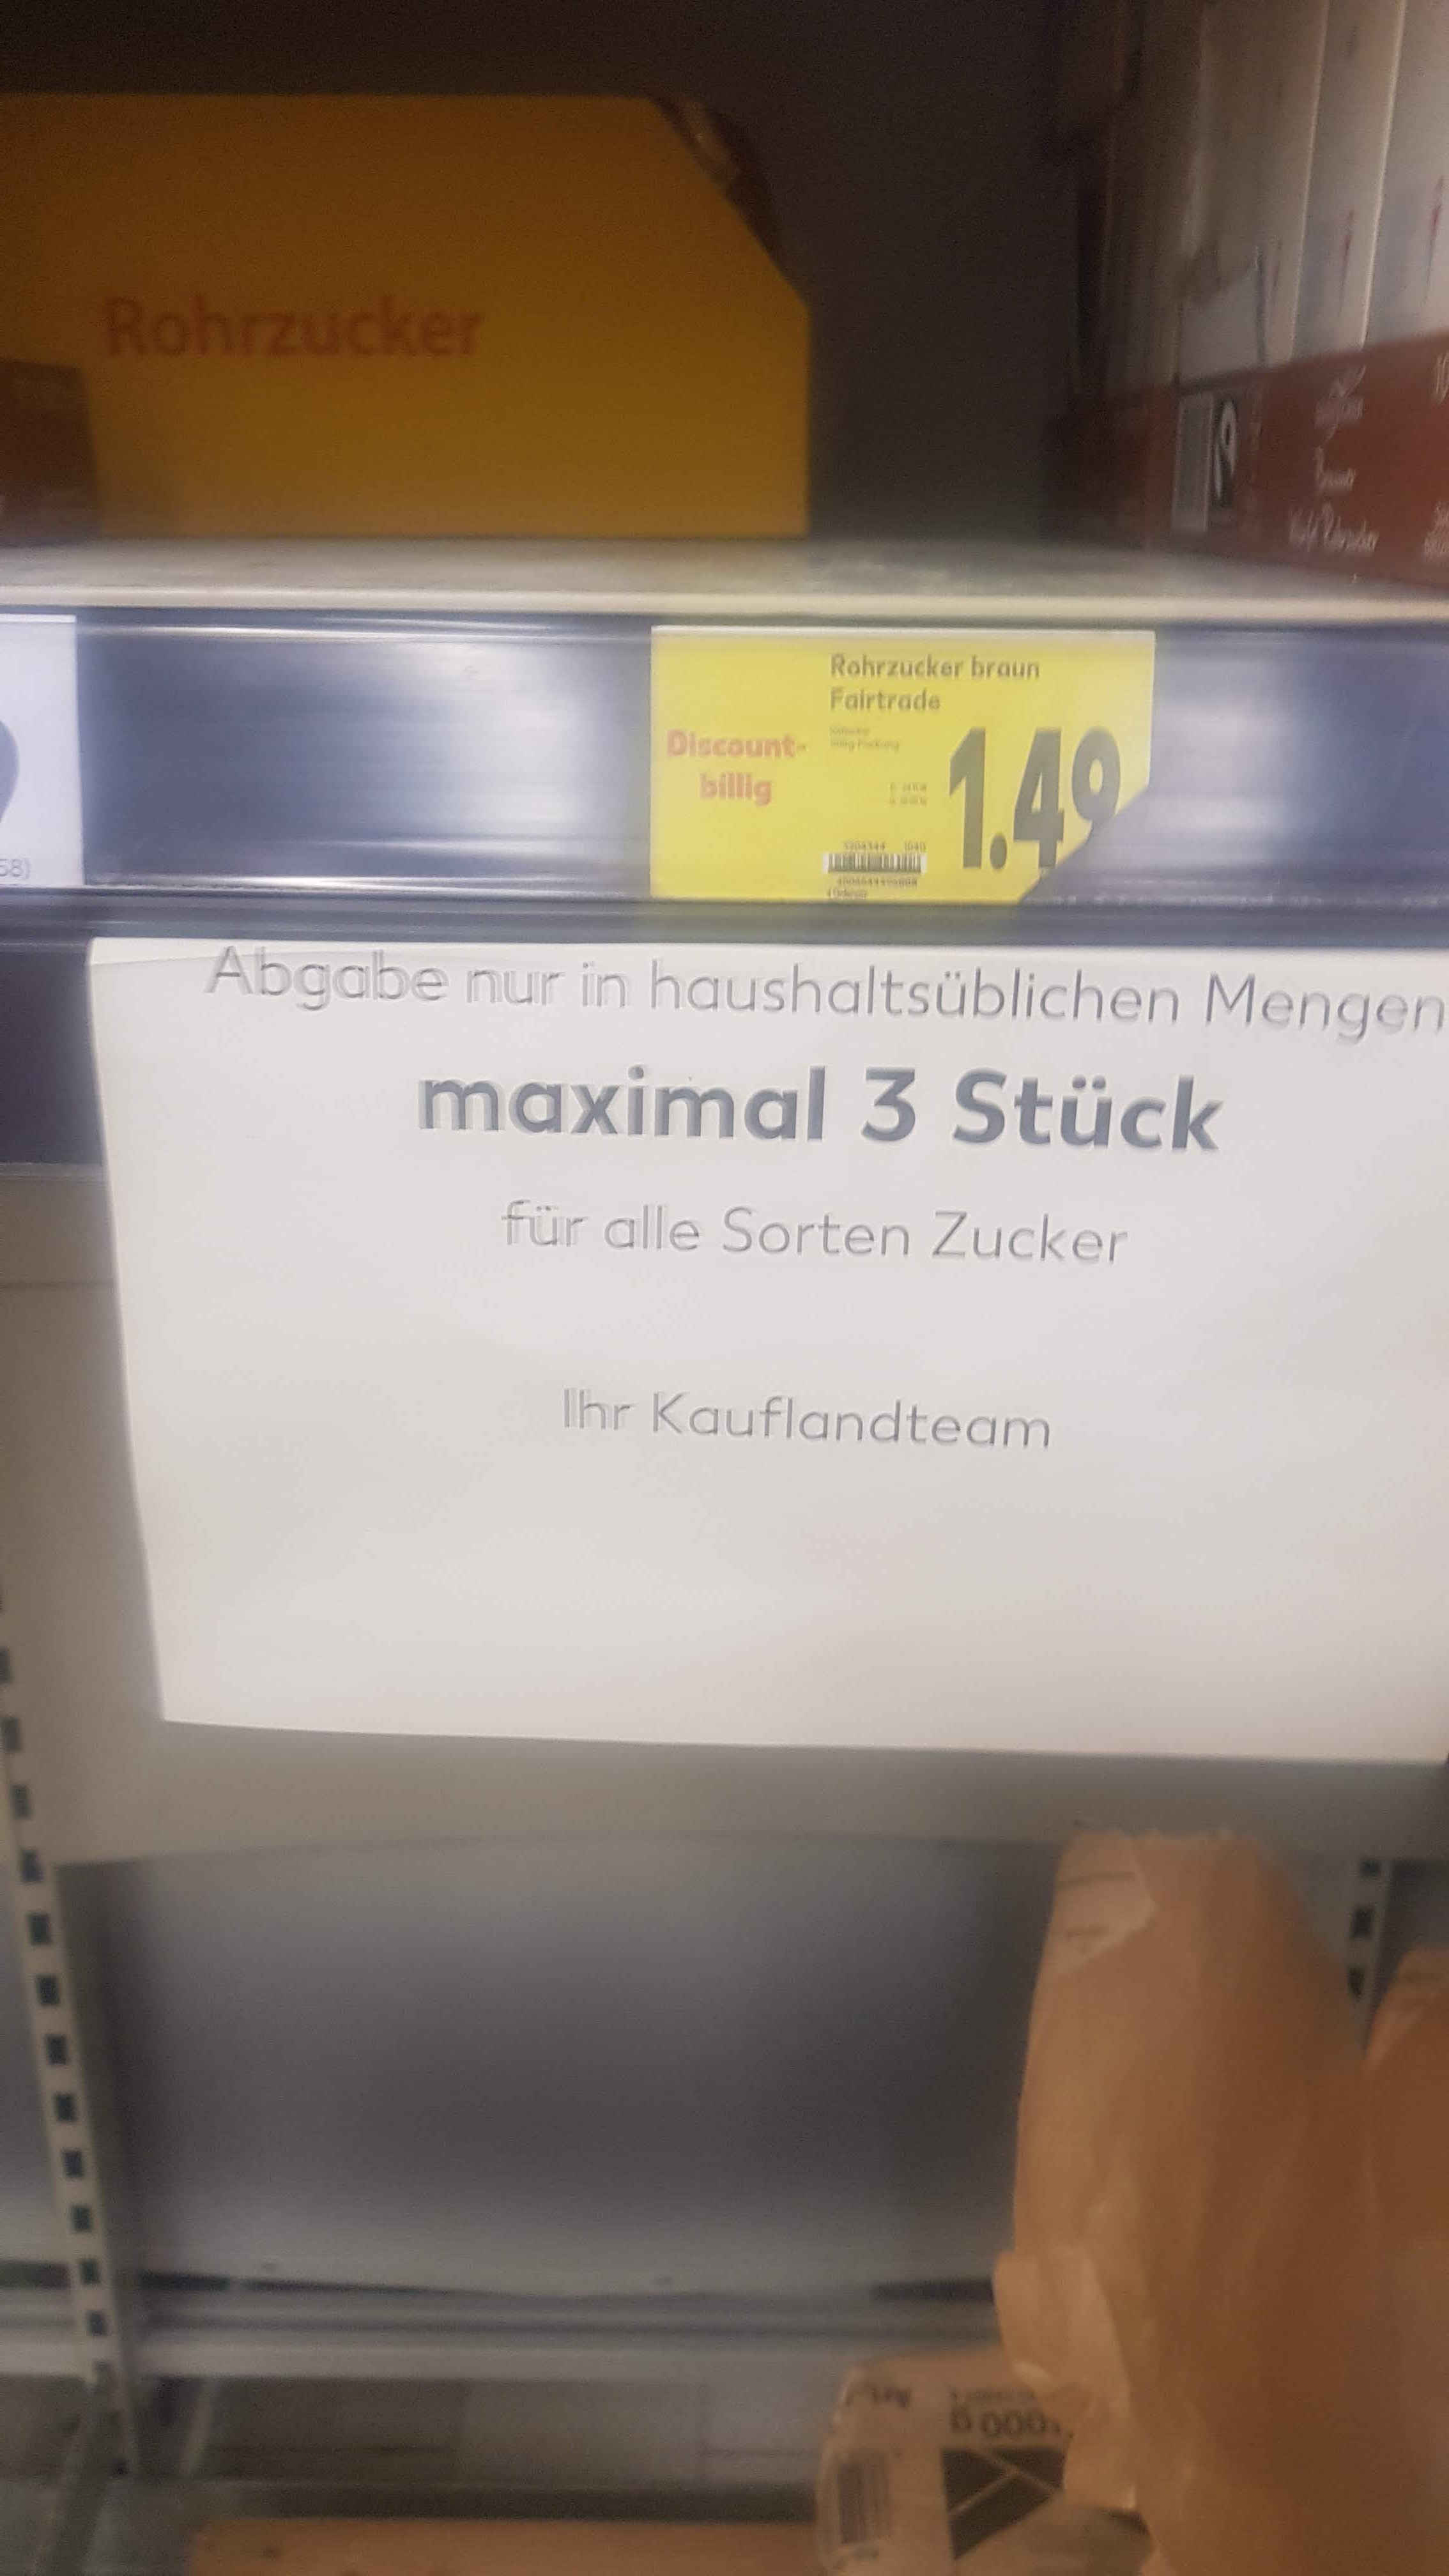 Rohrzucker
Rohrzucker braun
Fairtrade
Discount-
billig
1.49
58)
Abgabe nur in haushaltsüblichen Mengen
maximal 3 Stück
für alle Sorten Zucker
Ihr Kauflandteam